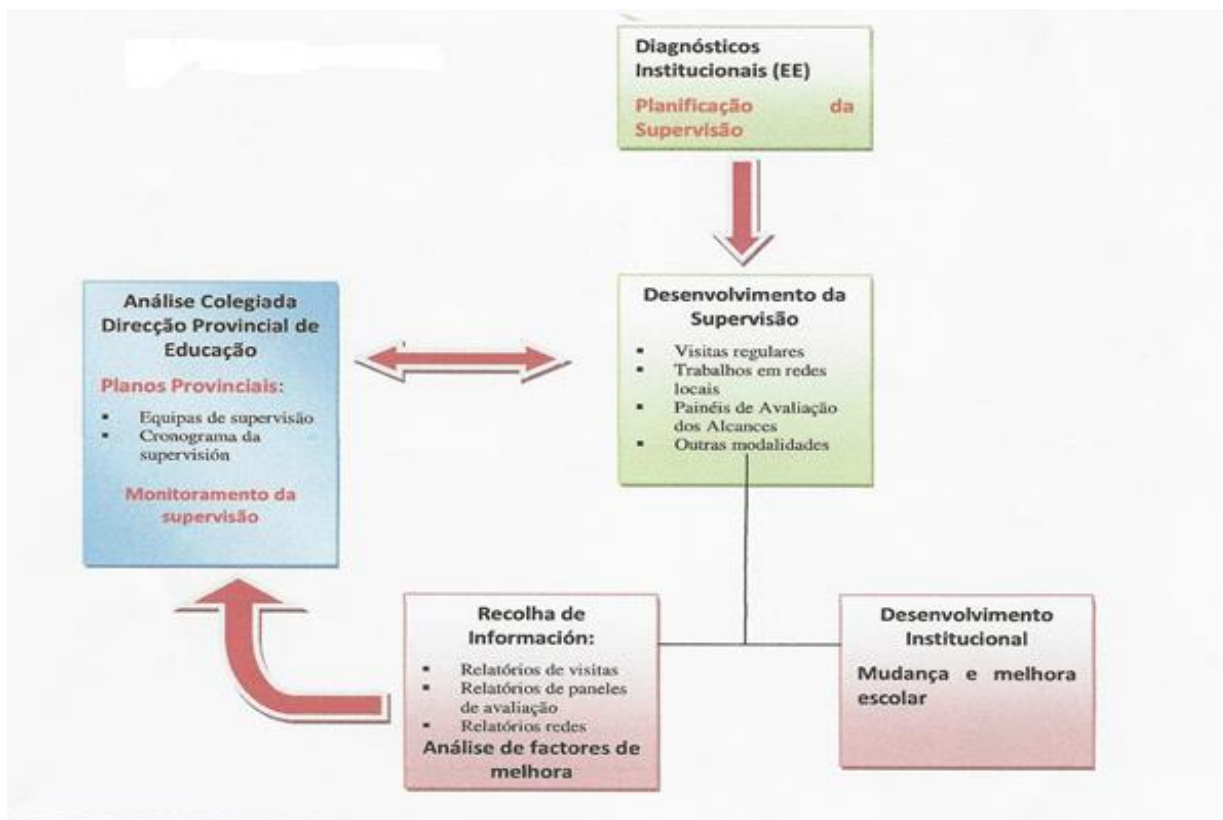 Diagnósticos
Institucionais (EE)
Planificação da
Supervisão
Análise Colegiada
Direcção Provincial de
Educação
Planos Provinciais:
▪ Equipas de supervisão
▪ Cronograma da
supervisión
Monitoramento da
supervisão
Desenvolvimento da
Supervisão
▪ Visitas regulares
▪ Trabalhos em redes
locais
▪ Painéis de Avaliação
dos Alcances
▪ Outras modalidades
Recolha de
Información:
▪ Relatórios de visitas
▪ Relatórios de paneles
de avaliação
▪ Relatórios redes
Análise de factores de
melhora
Desenvolvimento
Institucional
Mudança e melhora
escolar